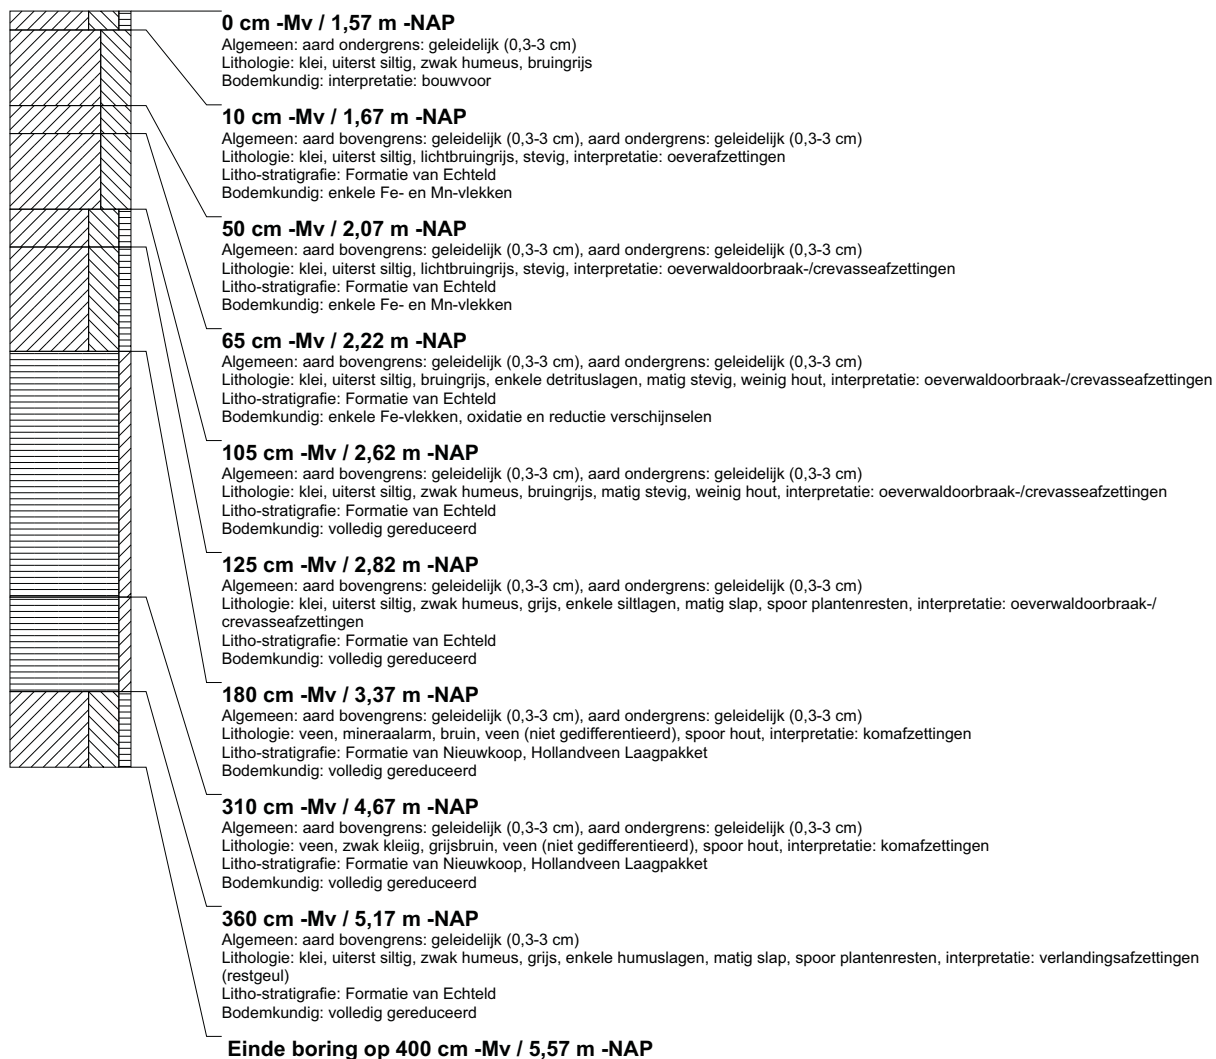 0 cm -Mv / 1,57 m -NAP
Algemeen: aard ondergrens: geleidelijk (0,3-3 cm)
Lithologie: klei, uiterst siltig, zwak humeus, bruingrijs
Bodemkundig: interpretatie: bouwvoor
10 cm -Mv / 1,67 m -NAP
Algemeen: aard bovengrens: geleidelijk (0,3-3 cm), aard ondergrens: geleidelijk (0,3-3 cm)
Lithologie: klei, uiterst siltig, lichtbruingrijs, stevig, interpretatie: oeverafzettingen
Litho-stratigrafie: Formatie van Echteld
Bodemkundig: enkele Fe- en Mn-vlekken
50 cm -Mv / 2,07 m -NAP
Algemeen: aard bovengrens: geleidelijk (0,3-3 cm), aard ondergrens: geleidelijk (0,3-3 cm)
Lithologie: klei, uiterst siltig, lichtbruingrijs, stevig, interpretatie: oeverwaldoorbraak-/crevasseafzettingen
Litho-stratigrafie: Formatie van Echteld
Bodemkundig: enkele Fe- en Mn-vlekken
65 cm -Mv / 2,22 m -NAP
Algemeen: aard bovengrens: geleidelijk (0,3-3 cm), aard ondergrens: geleidelijk (0,3-3 cm)
Lithologie: klei, uiterst siltig, bruingrijs, enkele detrituslagen, matig stevig, weinig hout, interpretatie: oeverwaldoorbraak-/crevasseafzettingen
Litho-stratigrafie: Formatie van Echteld
Bodemkundig: enkele Fe-vlekken, oxidatie en reductie verschijnselen
105 cm -Mv / 2,62 m -NAP
Algemeen: aard bovengrens: geleidelijk (0,3-3 cm), aard ondergrens: geleidelijk (0,3-3 cm)
Lithologie: klei, uiterst siltig, zwak humeus, bruingrijs, matig stevig, weinig hout, interpretatie: oeverwaldoorbraak-/crevasseafzettingen
Litho-stratigrafie: Formatie van Echteld
Bodemkundig: volledig gereduceerd
125 cm -Mv / 2,82 m -NAP
Algemeen: aard bovengrens: geleidelijk (0,3-3 cm), aard ondergrens: geleidelijk (0,3-3 cm)
Lithologie: klei, uiterst siltig, zwak humeus, grijs, enkele siltlagen, matig slap, spoor plantenresten, interpretatie: oeverwaldoorbraak-/
crevasseafzettingen
Litho-stratigrafie: Formatie van Echteld
Bodemkundig: volledig gereduceerd
180 cm -Mv / 3,37 m -NAP
Algemeen: aard bovengrens: geleidelijk (0,3-3 cm), aard ondergrens: geleidelijk (0,3-3 cm)
Lithologie: veen, mineraalarm, bruin, veen (niet gedifferentieerd), spoor hout, interpretatie: komafzettingen
Litho-stratigrafie: Formatie van Nieuwkoop, Hollandveen Laagpakket
Bodemkundig: volledig gereduceerd
310 cm -Mv / 4,67 m -NAP
Algemeen: aard bovengrens: geleidelijk (0,3-3 cm), aard ondergrens: geleidelijk (0,3-3 cm)
Lithologie: veen, zwak kleiig, grijsbruin, veen (niet gedifferentieerd), spoor hout, interpretatie: komafzettingen
Litho-stratigrafie: Formatie van Nieuwkoop, Hollandveen Laagpakket
Bodemkundig: volledig gereduceerd
360 cm -Mv / 5,17 m -NAP
Algemeen: aard bovengrens: geleidelijk (0,3-3 cm)
Lithologie: klei, uiterst siltig, zwak humeus, grijs, enkele humuslagen, matig slap, spoor plantenresten, interpretatie: verlandingsafzettingen
(restgeul)
Litho-stratigrafie: Formatie van Echteld
Bodemkundig: volledig gereduceerd
Einde boring op 400 cm -Mv / 5,57 m -NAP